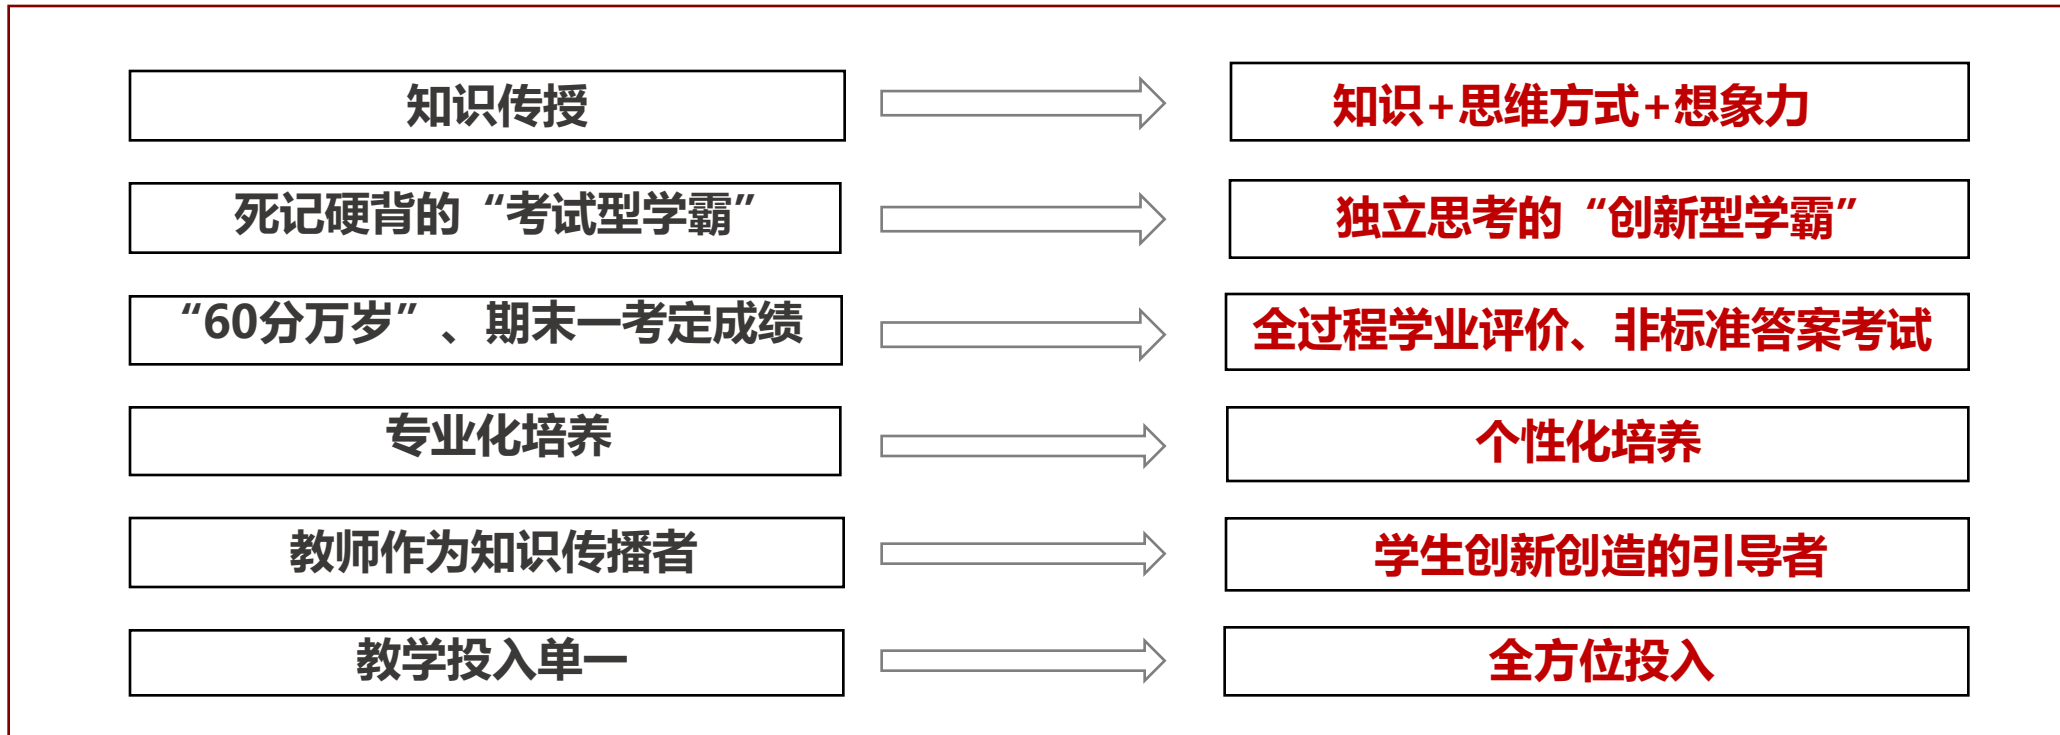 知识传授
知识+思维方式+想象力
死记硬背的“考试型学霸”
独立思考的“创新型学霸”
“60分万岁”、期末一考定成绩
全过程学业评价、非标准答案考试
专业化培养
个性化培养
教师作为知识传播者
学生创新创造的引导者
教学投入单一
全方位投入